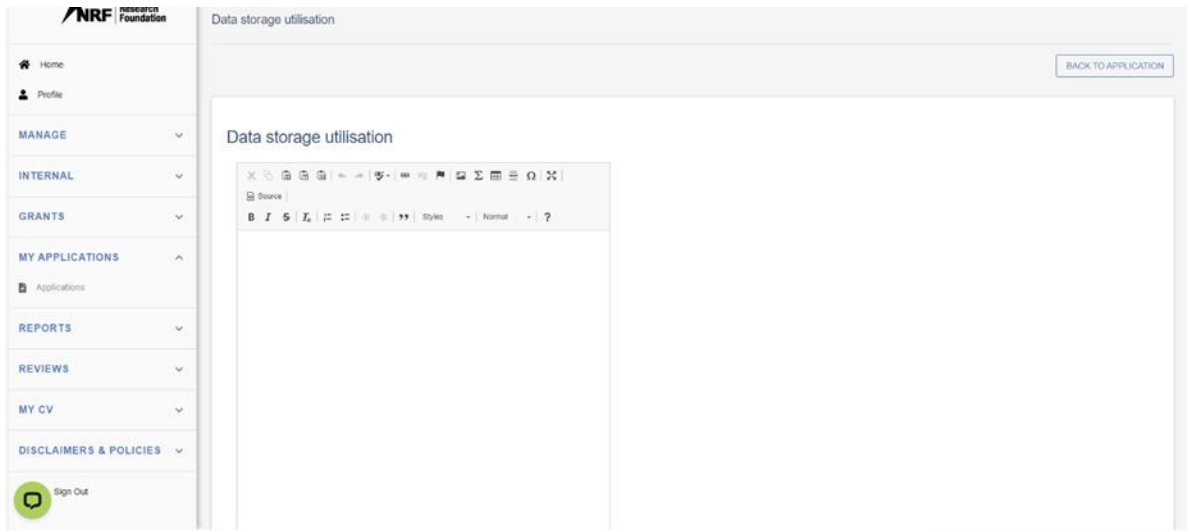 NRF
Research
Foundation
Home
Profile
MANAGE
INTERNAL
GRANTS
MY APPLICATIONS
Applications
REPORTS
REVIEWS
MY CV
DISCLAIMERS & POLICIES
Sign Out
Data storage utilisation
BACK TO APPLICATION
Data storage utilisation
Source
B I S Tx Styles Normal ?